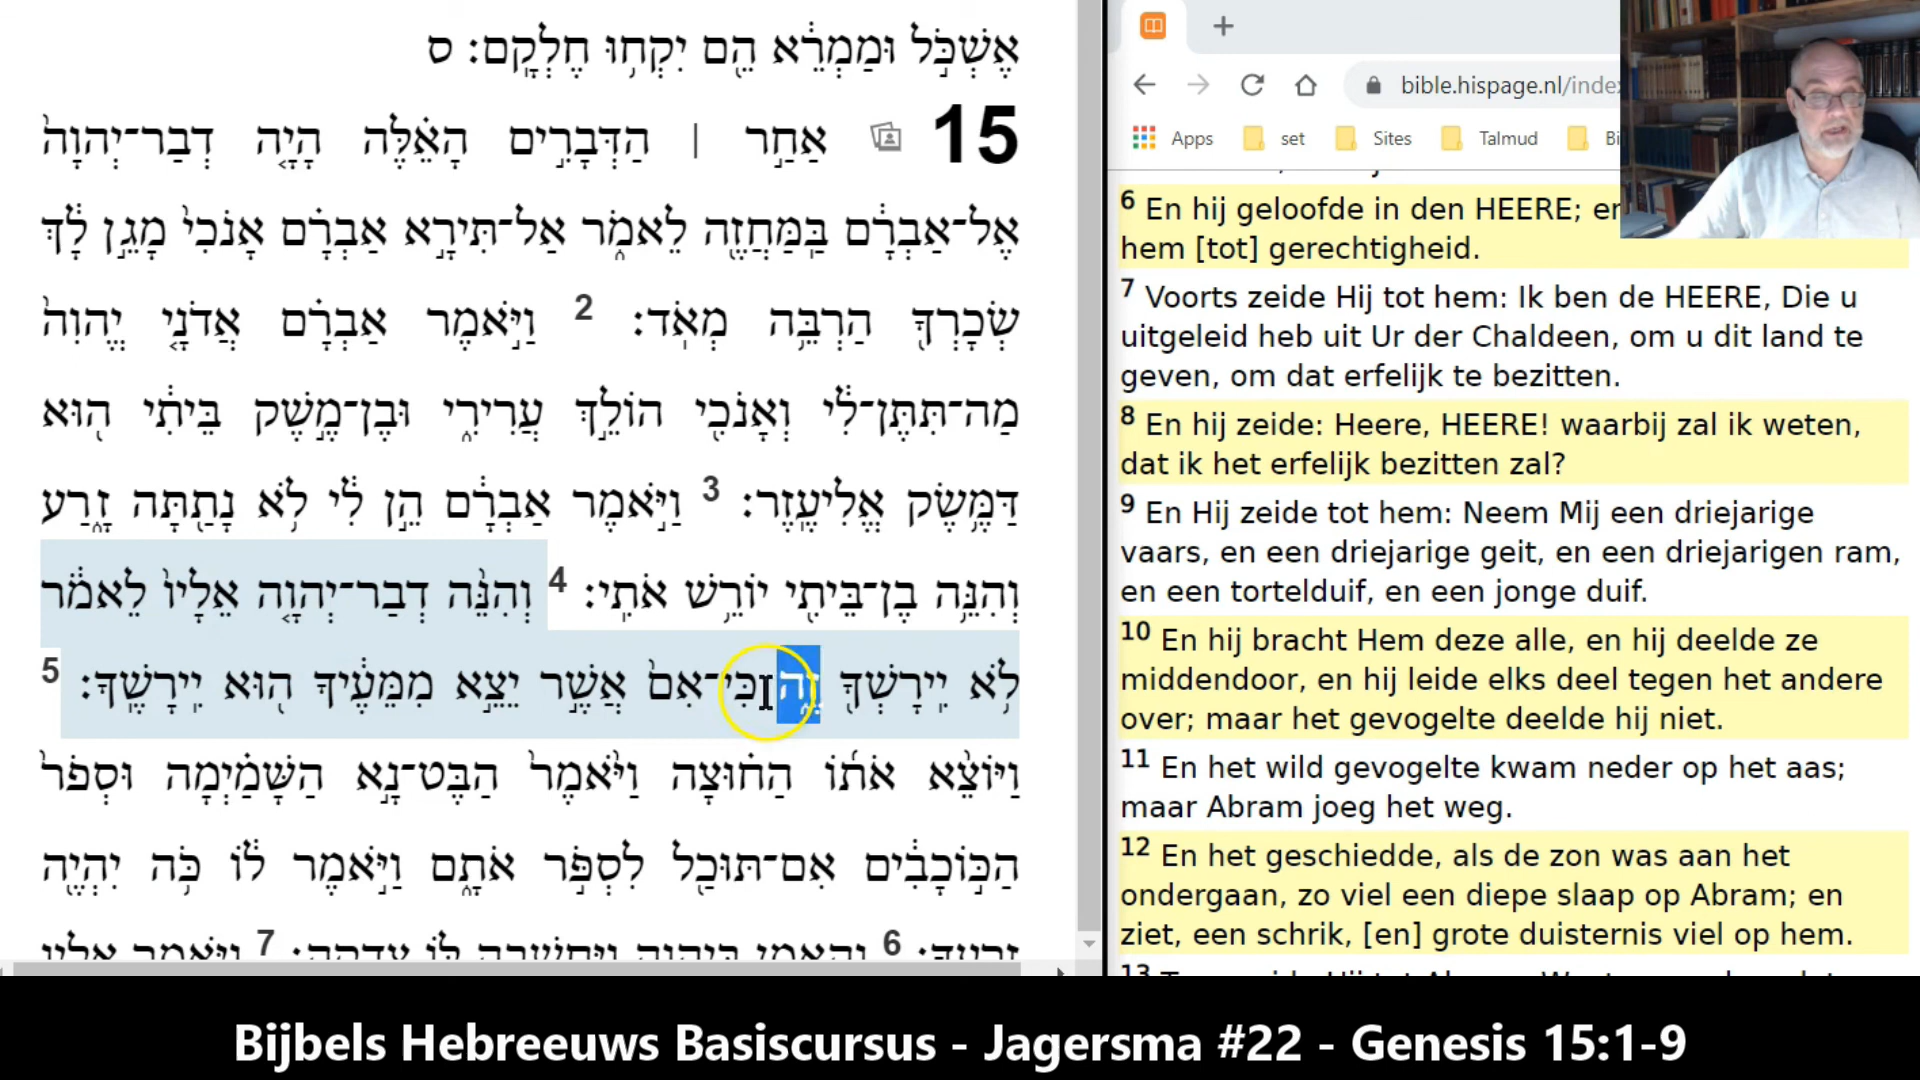 אֶשְׁכֹּ֣ל וּמַמְרֵ֔א הֵ֖ם יִקְח֥וּ חֶלְקָֽם׃ ס
15 אַחַ֣ר ׀ הַדְּבָרִ֣ים הָאֵ֗לֶּה הָיָ֤ה דְבַר־יְהוָה֙
אֶל־אַבְרָ֔ם בַּֽמַּחֲזֶ֖ה לֵאמֹ֑ר אַל־תִּירָ֣א אַבְרָ֗ם אָנֹכִי֙ מָגֵ֣ן לָ֔ךְ
שְׂכָרְךָ֖ הַרְבֵּ֥ה מְאֹֽד׃ 2 וַיֹּ֣אמֶר אַבְרָ֗ם אֲדֹנָ֤י יֱהוִה֙
מַה־תִּתֶּן־לִ֔י וְאָנֹכִ֖י הוֹלֵ֣ךְ עֲרִירִ֑י וּבֶן־מֶ֣שֶׁק בֵּיתִ֔י ה֖וּא
דַּמֶּ֥שֶׂק אֱלִיעֶֽזֶר׃ 3 וַיֹּ֣אמֶר אַבְרָ֔ם הֵ֣ן לִ֔י לֹ֥א נָתַ֖תָּה זָ֑רַע
וְהִנֵּ֥ה בֶן־בֵּיתִ֖י יוֹרֵ֥שׁ אֹתִֽי׃ 4 וְהִנֵּ֨ה דְבַר־יְהוָ֤ה אֵלָיו֙ לֵאמֹ֔ר
לֹ֥א יִֽירָשְׁךָ֖ זֶ֑ה כִּי־אִם֙ אֲשֶׁ֣ר יֵצֵ֣א מִמֵּעֶ֔יךָ ה֖וּא יִֽירָשֶֽׁךָ׃ 5
וַיּוֹצֵ֨א אֹת֜וֹ הַח֗וּצָה וַיֹּ֙אמֶר֙ הַבֶּט־נָ֣א הַשָּׁמַ֗יְמָה וּסְפֹר֙
הַכּ֣וֹכָבִ֔ים אִם־תּוּכַ֖ל לִסְפֹּ֣ר אֹתָ֑ם וַיֹּ֣אמֶר ל֔וֹ כֹּ֥ה יִהְיֶ֖ה
6 7
bible.hispage.nl/inde
Apps set Sites Talmud
6 En hij geloofde in den HEERE;
hem [tot] gerechtigheid.
7 Voorts zeide Hij tot hem: Ik ben de HEERE, Die u
uitgeleid heb uit Ur der Chaldeen, om u dit land te
geven, om dat erfelijk te bezitten.
8 En hij zeide: Heere, HEERE! waarbij zal ik weten,
dat ik het erfelijk bezitten zal?
9 En Hij zeide tot hem: Neem Mij een driejarige
vaars, en een driejarige geit, en een driejarigen ram,
en een tortelduif, en een jonge duif.
10 En hij bracht Hem deze alle, en hij deelde ze
middendoor, en hij leide elks deel tegen het andere
over; maar het gevogelte deelde hij niet.
11 En het wild gevogelte kwam neder op het aas;
maar Abram joeg het weg.
12 En het geschiedde, als de zon was aan het
ondergaan, zo viel een diepe slaap op Abram; en
ziet, een schrik, [en] grote duisternis viel op hem.
Bijbels Hebreeuws Basiscursus - Jagersma #22 - Genesis 15:1-9